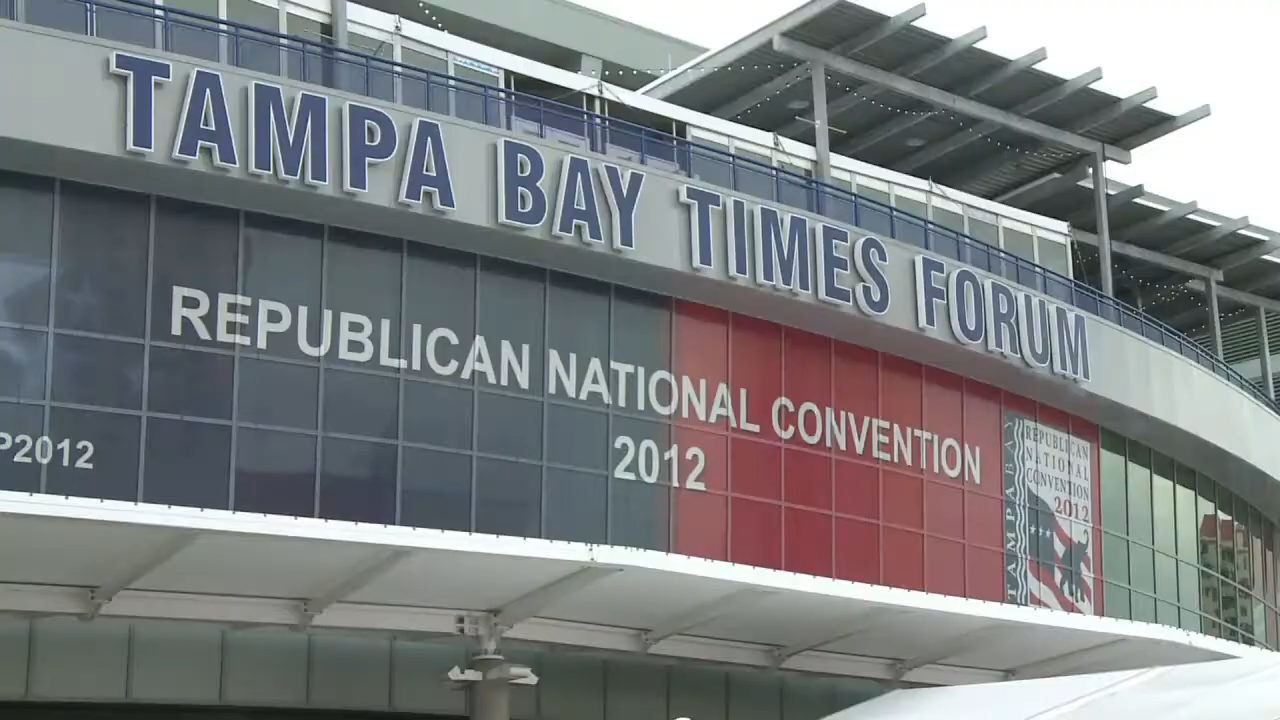 TAMPA BAY TIMES FORUM
REPUBLICAN NATIONAL CONVENTION
2012
P2012
REPUBLICAN
NATIONAL
CONVENTION
2012
TAMPA BAY